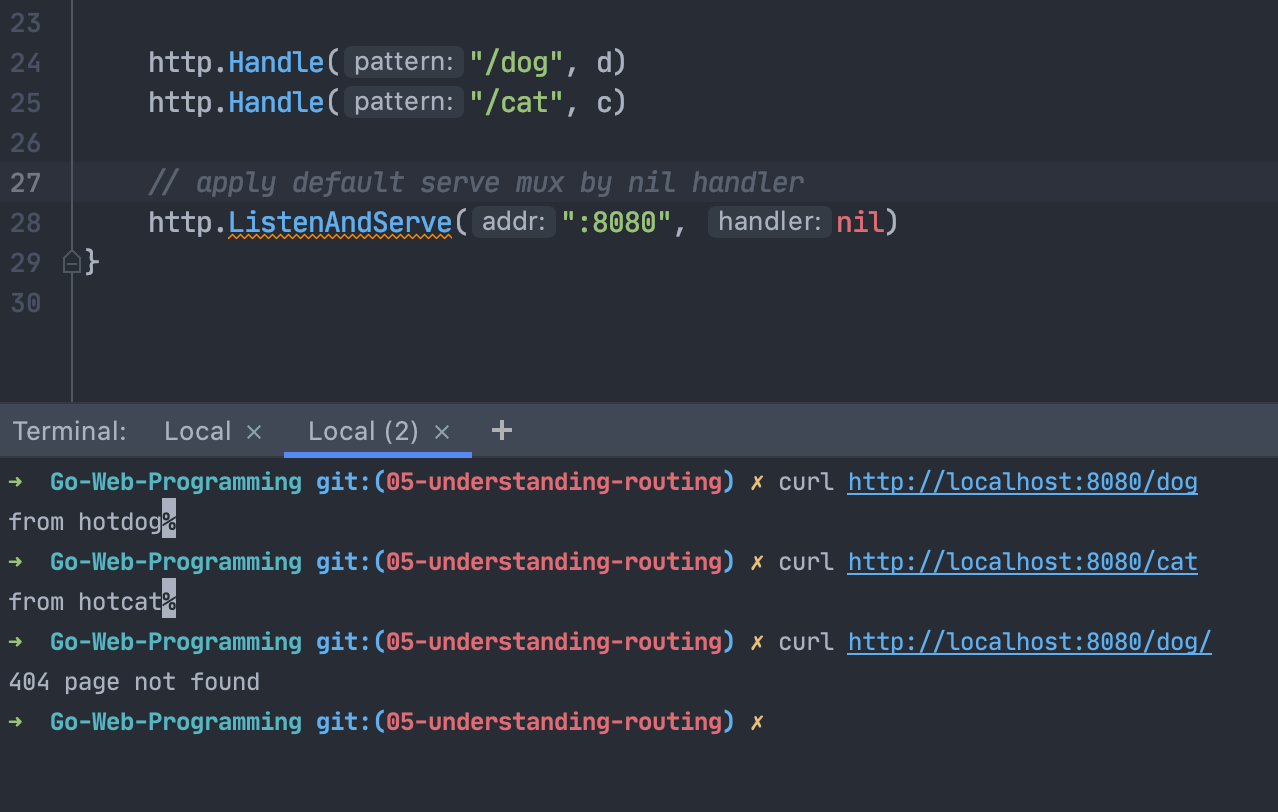 23
24 http.Handle( pattern: "/dog", d)
25 http.Handle( pattern: "/cat", c)
26
27 // apply default serve mux by nil handler
28 http.ListenAndServe( addr: ":8080", handler: nil)
29 }
30
Terminal: Local × Local (2) × +
➜ Go-Web-Programming git:(05-understanding-routing) ✗ curl http://localhost:8080/dog
from hotdog%
➜ Go-Web-Programming git:(05-understanding-routing) ✗ curl http://localhost:8080/cat
from hotcat%
➜ Go-Web-Programming git:(05-understanding-routing) ✗ curl http://localhost:8080/dog/
404 page not found
➜ Go-Web-Programming git:(05-understanding-routing) ✗